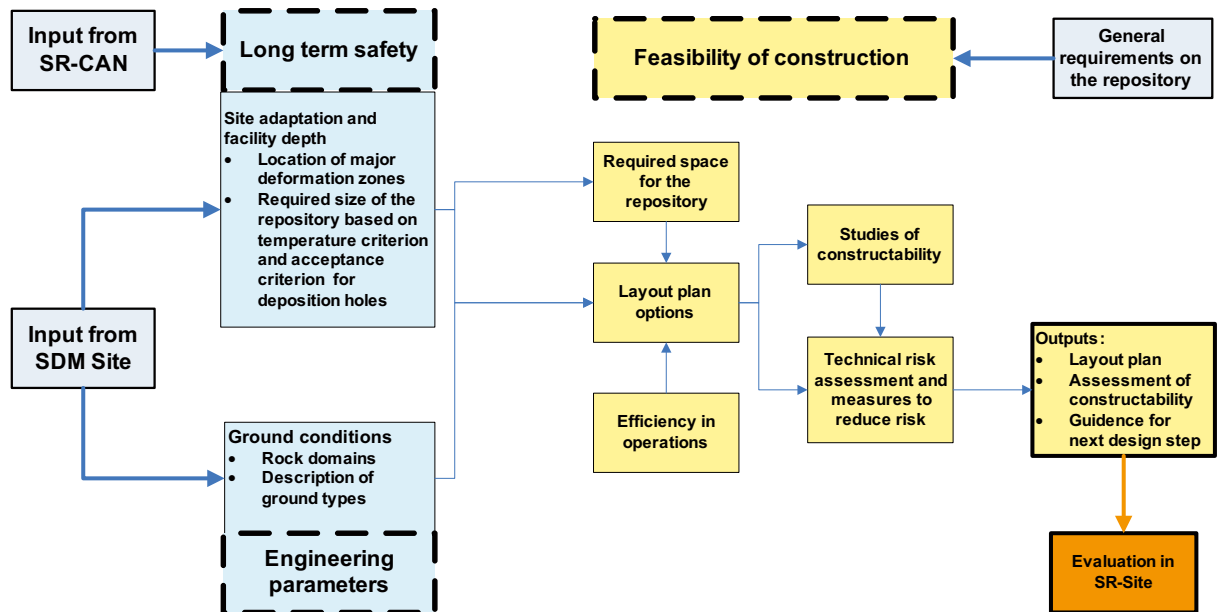 Input from
SR-CAN
Long term safety
Feasibility of construction
General
requirements on
the repository
Site adaptation and
facility depth
• Location of major
deformation zones
• Required size of the
repository based on
temperature criterion
and acceptance
criterion for
deposition holes
Required space
for the
repository
Studies of
constructability
Input from
SDM Site
Layout plan
options
Technical risk
assessment and
measures to
reduce risk
Outputs:
• Layout plan
• Assessment of
constructability
• Guidence for
next design step
Efficiency in
operations
Ground conditions
• Rock domains
• Description of
ground types
Engineering
parameters
Evaluation in
SR-Site